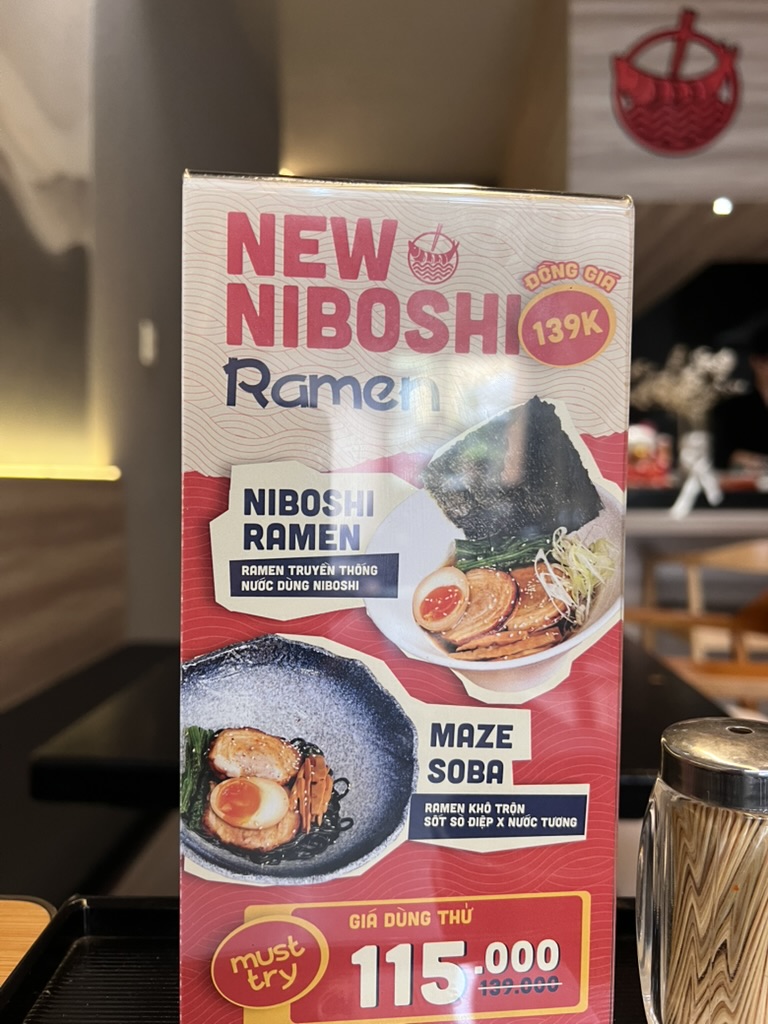 NEW
NIBOSHI
Ramen
ĐỒNG GIÁ
139K
NIBOSHI
RAMEN
RAMEN TRUYỀN THỐNG
NƯỚC DÙNG NIBOSHI
MAZE
SOBA
RAMEN KHÔ TRỘN
SỐT SÒ ĐIỆP X NƯỚC TƯƠNG
GIÁ DÙNG THỬ
must
try
115.000
139.000